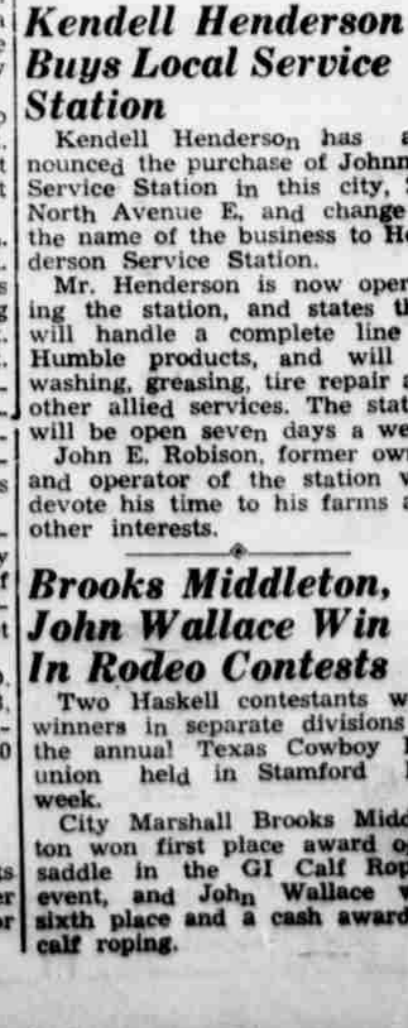 Kendell Henderson
Buys Local Service
Station
Kendell Henderson has a
nounced the purchase of Johnn
Service Station in this city,
North Avenue E, and change
the name of the business to He
derson Service Station.
Mr. Henderson is now oper
ing the station, and states th
will handle a complete line
Humble products, and will
washing, greasing, tire repair a
other allied services. The stat
will be open seven days a we
John E. Robison, former own
and operator of the station w
devote his time to his farms a
other interests.
Brooks Middleton,
John Wallace Win
In Rodeo Contests
Two Haskell contestants w
winners in separate divisions
the annual Texas Cowboy
union held in Stamford
week.
City Marshall Brooks Midd
ton won first place award o
saddle in the GI Calf Rop
event, and John Wallace w
sixth place and a cash award
calf roping.